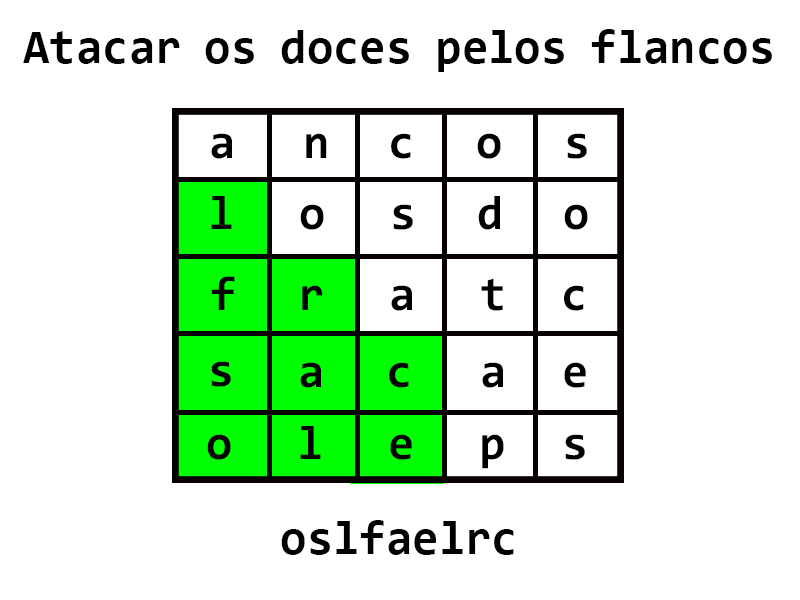 Atacar os doces pelos flancos
a n c o s
l o s d o
f r a t c
s a c a e
o l e p s
oslfaelrc